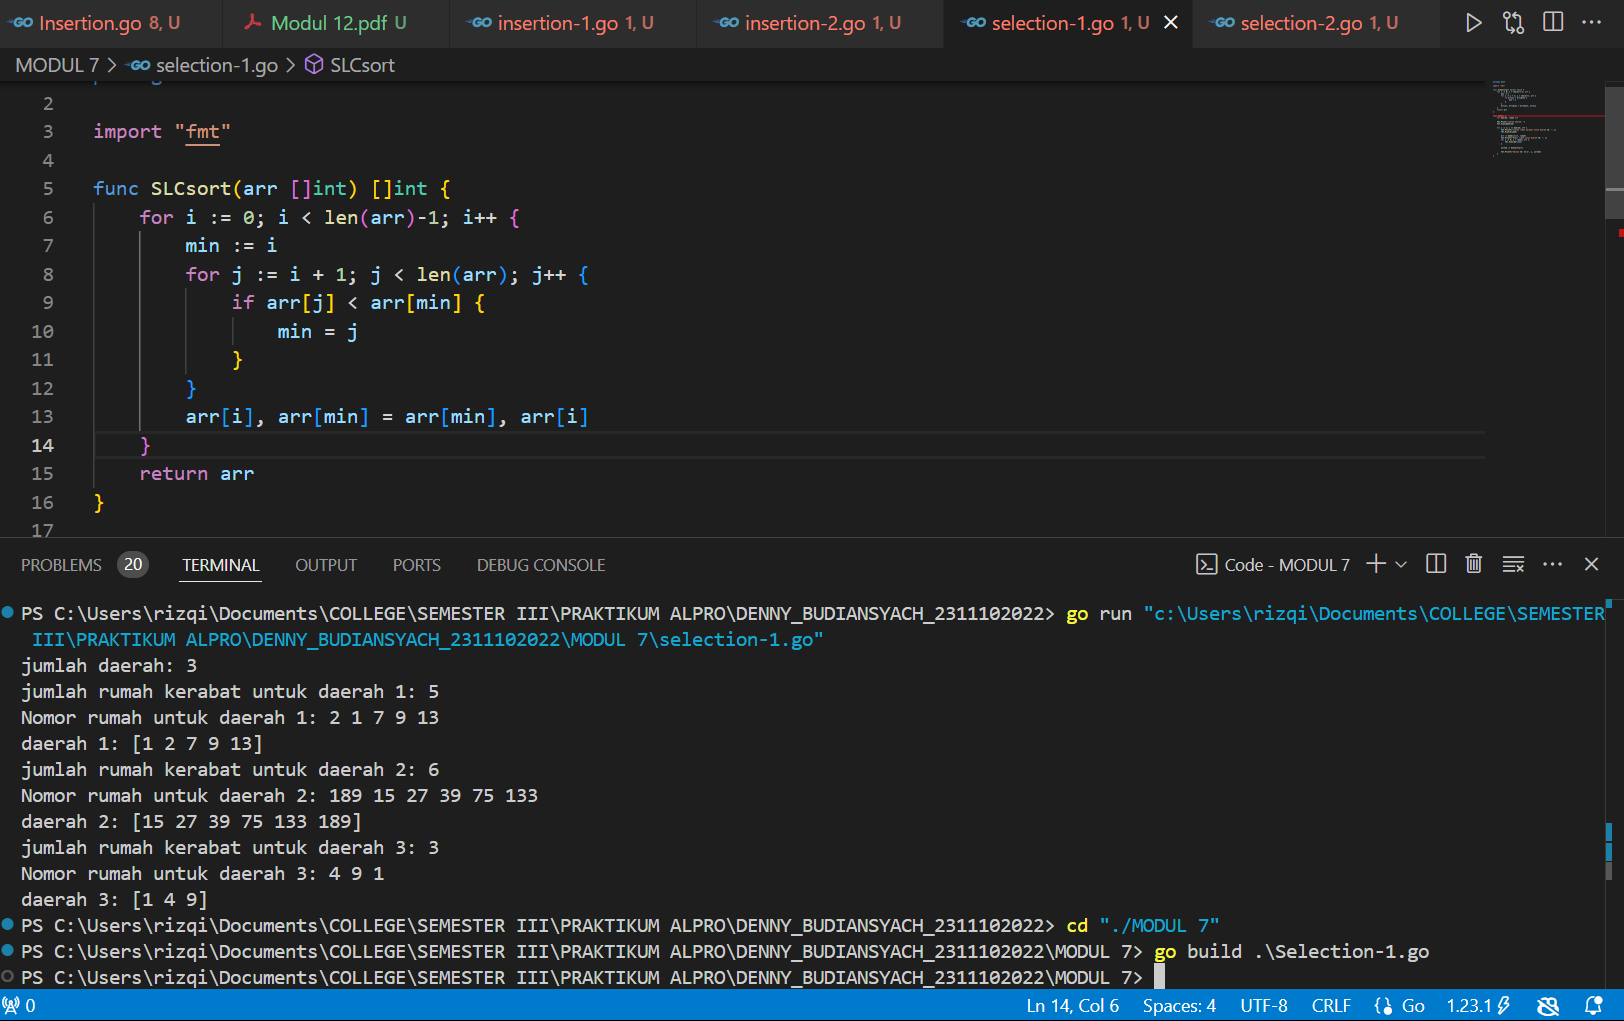 GO Insertion.go 8, U Modul 12.pdf U GO insertion-1.go 1, U GO insertion-2.go 1, U GO selection-1.go 1, U GO selection-2.go 1, U
MODUL 7 > GO selection-1.go > SLCsort
2
3 import "fmt"
4
5 func SLCsort(arr []int) []int {
6 for i := 0; i < len(arr)-1; i++ {
7 min := i
8 for j := i + 1; j < len(arr); j++ {
9 if arr[j] < arr[min] {
10 min = j
11 }
12 }
13 arr[i], arr[min] = arr[min], arr[i]
14 }
15 return arr
16 }
17
PROBLEMS 20 TERMINAL OUTPUT PORTS DEBUG CONSOLE Code - MODUL 7
PS C:\Users\rizqi\Documents\COLLEGE\SEMESTER III\PRAKTIKUM ALPRO\DENNY_BUDIANSYACH_2311102022> go run "c:\Users\rizqi\Documents\COLLEGE\SEMESTER
III\PRAKTIKUM ALPRO\DENNY_BUDIANSYACH_2311102022\MODUL 7\selection-1.go"
jumlah daerah: 3
jumlah rumah kerabat untuk daerah 1: 5
Nomor rumah untuk daerah 1: 2 1 7 9 13
daerah 1: [1 2 7 9 13]
jumlah rumah kerabat untuk daerah 2: 6
Nomor rumah untuk daerah 2: 189 15 27 39 75 133
daerah 2: [15 27 39 75 133 189]
jumlah rumah kerabat untuk daerah 3: 3
Nomor rumah untuk daerah 3: 4 9 1
daerah 3: [1 4 9]
PS C:\Users\rizqi\Documents\COLLEGE\SEMESTER III\PRAKTIKUM ALPRO\DENNY_BUDIANSYACH_2311102022> cd "./MODUL 7"
PS C:\Users\rizqi\Documents\COLLEGE\SEMESTER III\PRAKTIKUM ALPRO\DENNY_BUDIANSYACH_2311102022\MODUL 7> go build .\Selection-1.go
PS C:\Users\rizqi\Documents\COLLEGE\SEMESTER III\PRAKTIKUM ALPRO\DENNY_BUDIANSYACH_2311102022\MODUL 7>
0 Ln 14, Col 6 Spaces: 4 UTF-8 CRLF Go 1.23.1